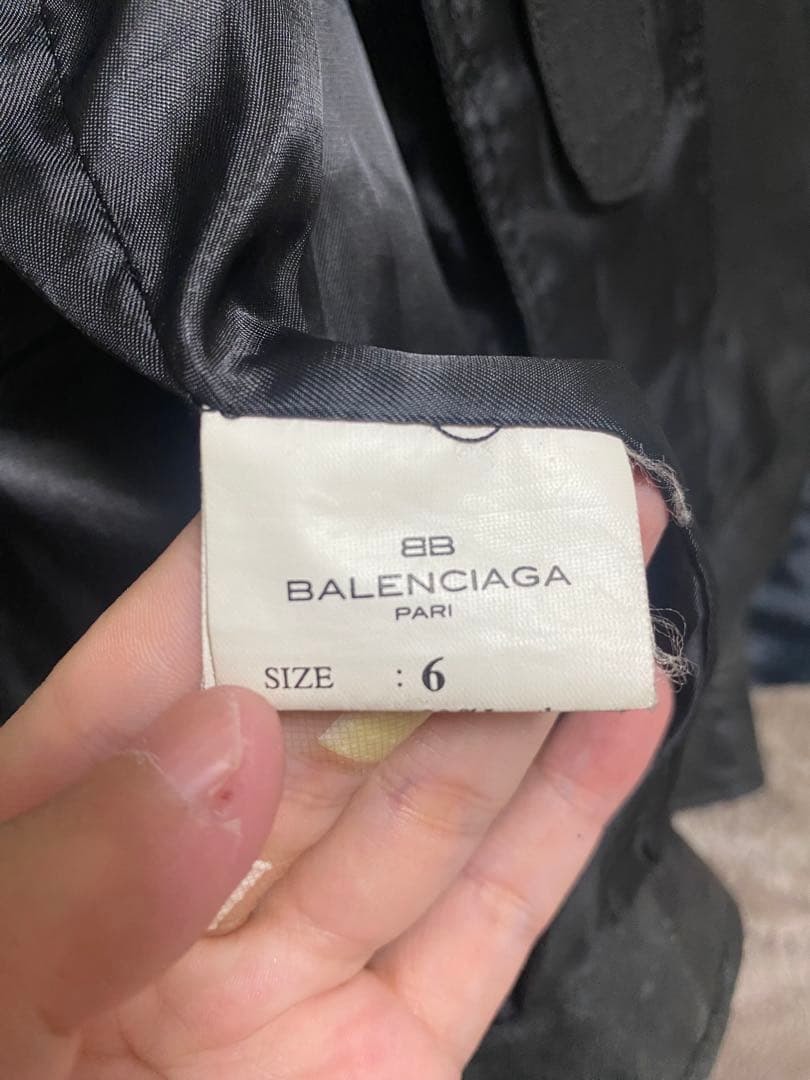 BB
BALENCIAGA
PARI
SIZE : 6